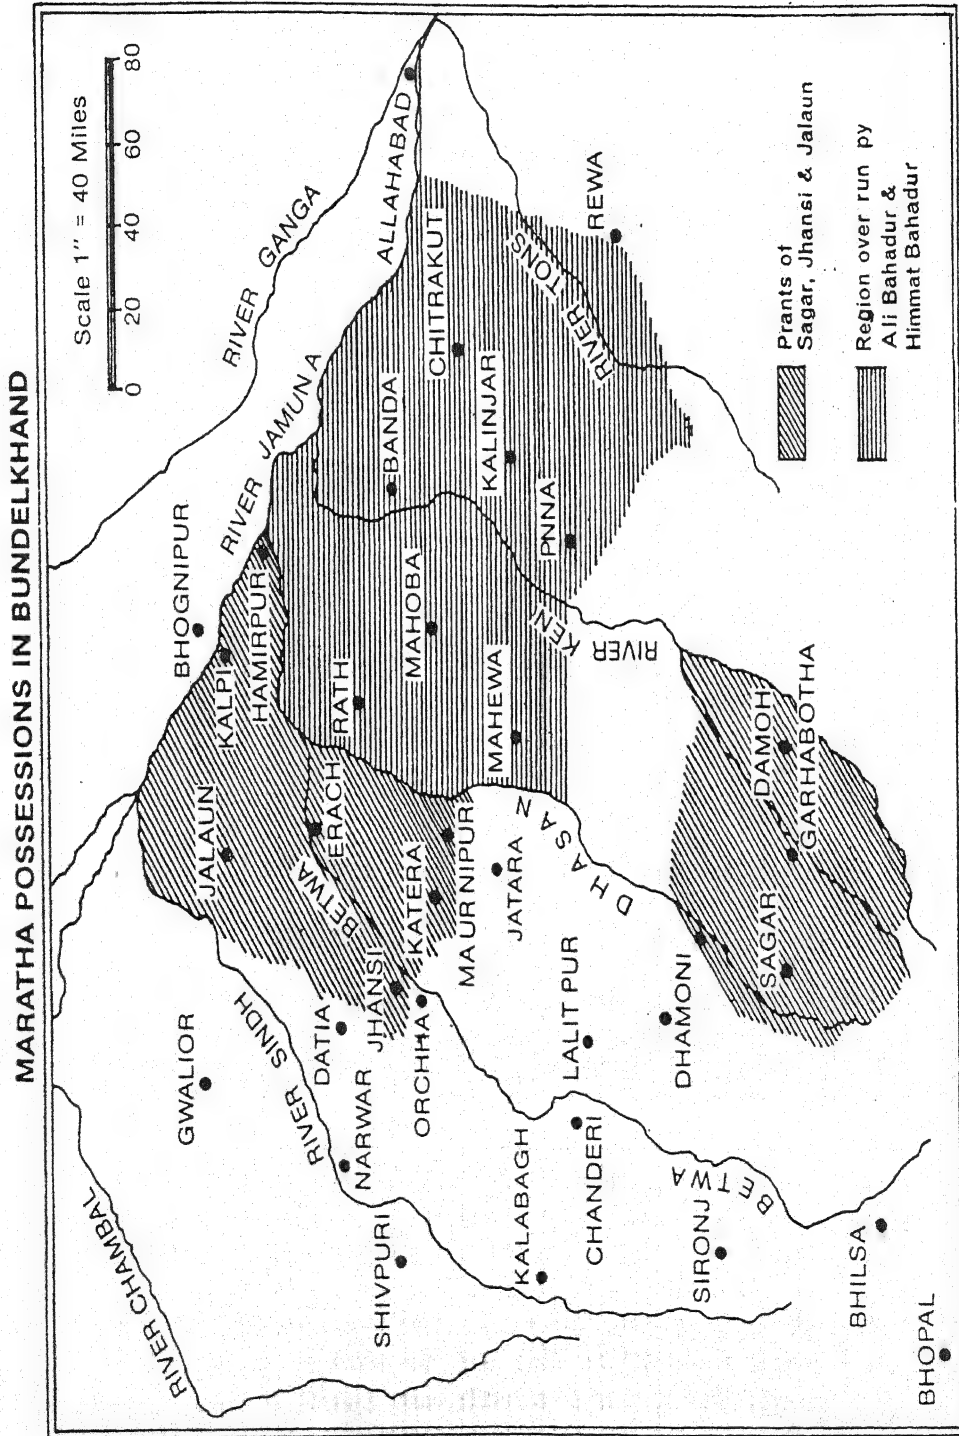 MARATHA POSSESSIONS IN BUNDELKHAND
Scale 1" = 40 Miles
0 20 40 60 80
RIVER CHAMBAL
GWALIOR
RIVER SINDH
DATIA
NARWAR
SHIVPURI
JHANSI
ORCHHA
KALABAGH
CHANDERI
SIRONJ
BETWA
BHILSA
BHOPAL
LALIT PUR
DHAMONI
JALAUN
BETWA
ERACH
KATERA
MAURNIPUR
JATARA
DHASAN
SAGAR
BHOGNIPUR
KALPI
HAMIRPUR
RATH
MAHOBA
MAHEWA
RIVER KEN
DAMOH
GARHABOTHA
RIVER GANGA
RIVER JAMUNA
BANDA
KALINJAR
PNNA
CHITRAKUT
ALLAHABAD
RIVER TONS
REWA
Prants of
Sagar, Jhansi & Jalaun
Region over run py
Ali Bahadur &
Himmat Bahadur